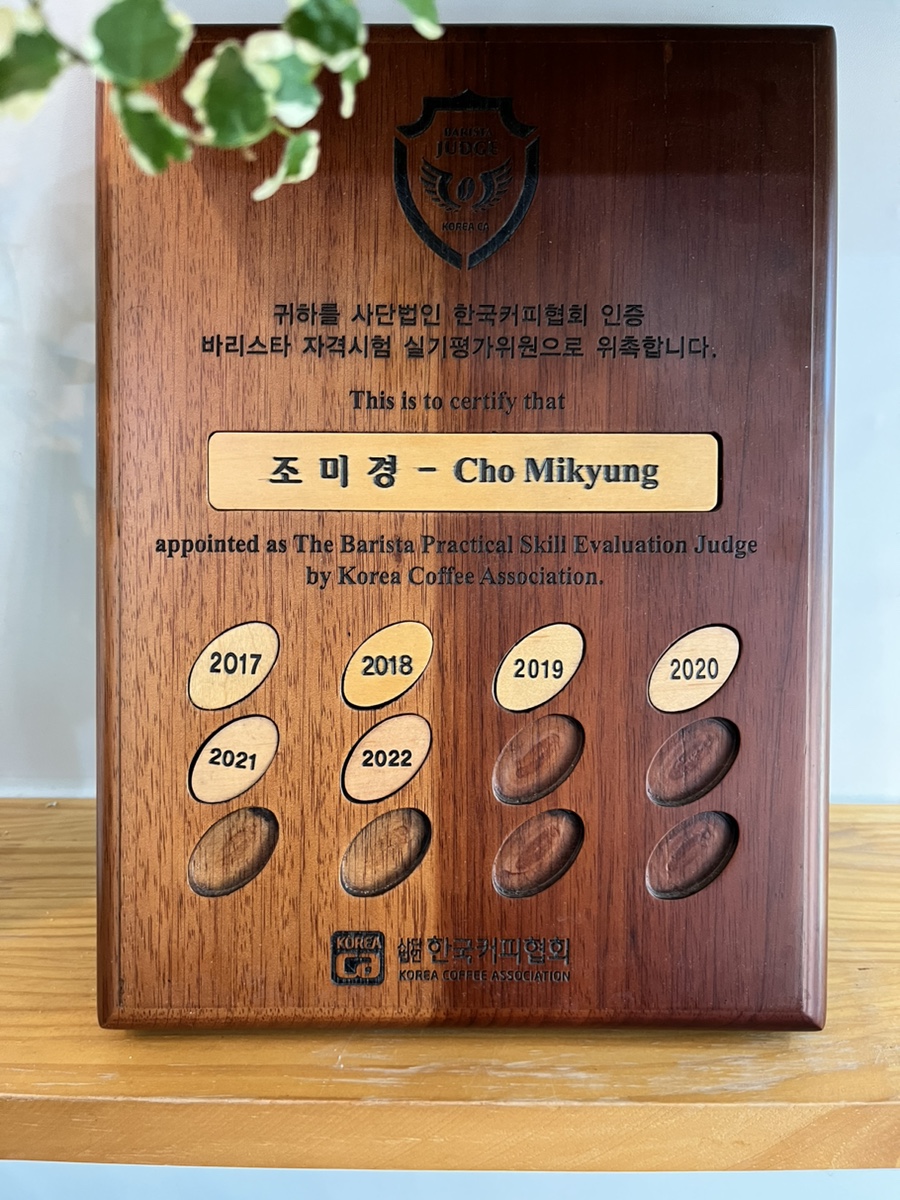 BARISTA
JUDGE
KOREA CA
귀하를 사단법인 한국커피협회 인증
바리스타 자격시험 실기평가위원으로 위촉합니다.
This is to certify that
조 미 경 - Cho Mikyung
appointed as The Barista Practical Skill Evaluation Judge
by Korea Coffee Association.
2017 2018 2019 2020
2021 2022
KOREA
사단법인 한국커피협회
KOREA COFFEE ASSOCIATION